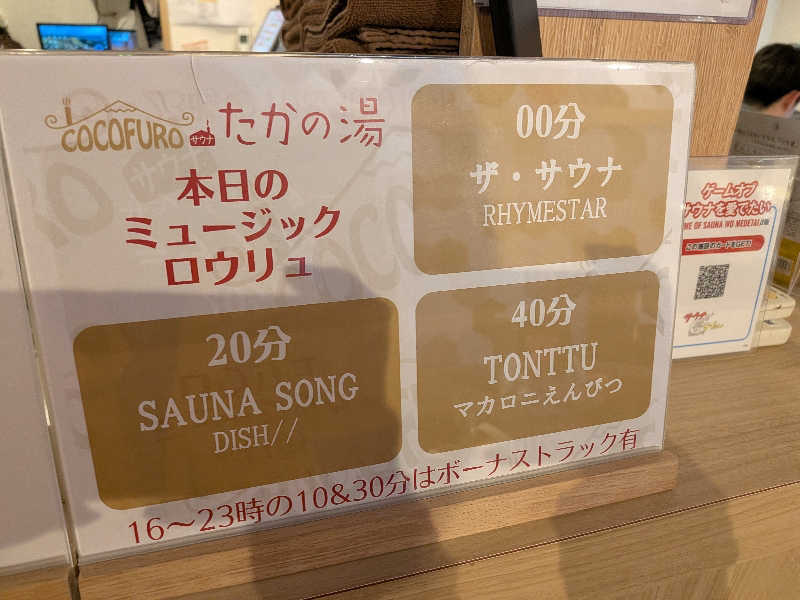 COCOFURO サウナ たかの湯
本日の
ミュージック
ロウリュ
00分
ザ・サウナ
RHYMESTAR
20分
SAUNA SONG
DISH//
40分
TONTTU
マカロニえんぴつ
16〜23時の10&30分はボーナストラック有
ゲームオブ
サウナを愛でたい
OF SAUNA WO MEDETAI